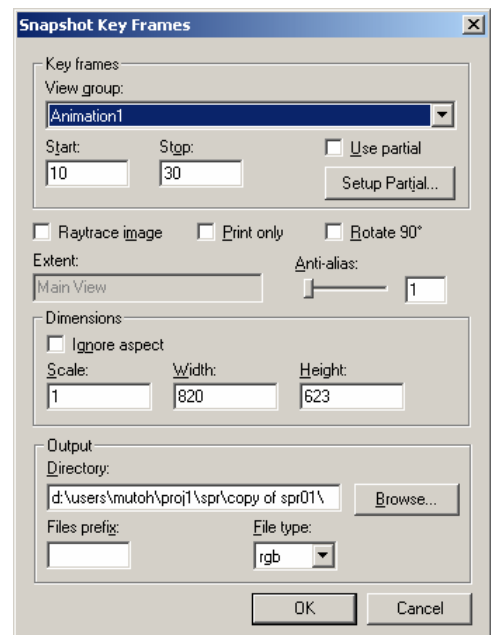 Snapshot Key Frames
Key frames
View group:
Animation1
Start: Stop: Use partial
10 30 Setup Partial...
Raytrace image Print only Rotate 90°
Extent: Anti-alias:
Main View 1
Dimensions
Ignore aspect
Scale: Width: Height:
1 820 623
Output
Directory:
d:\users\mutoh\proj1\spr\copy of spr01\ Browse...
Files prefix: File type:
rgb
OK Cancel